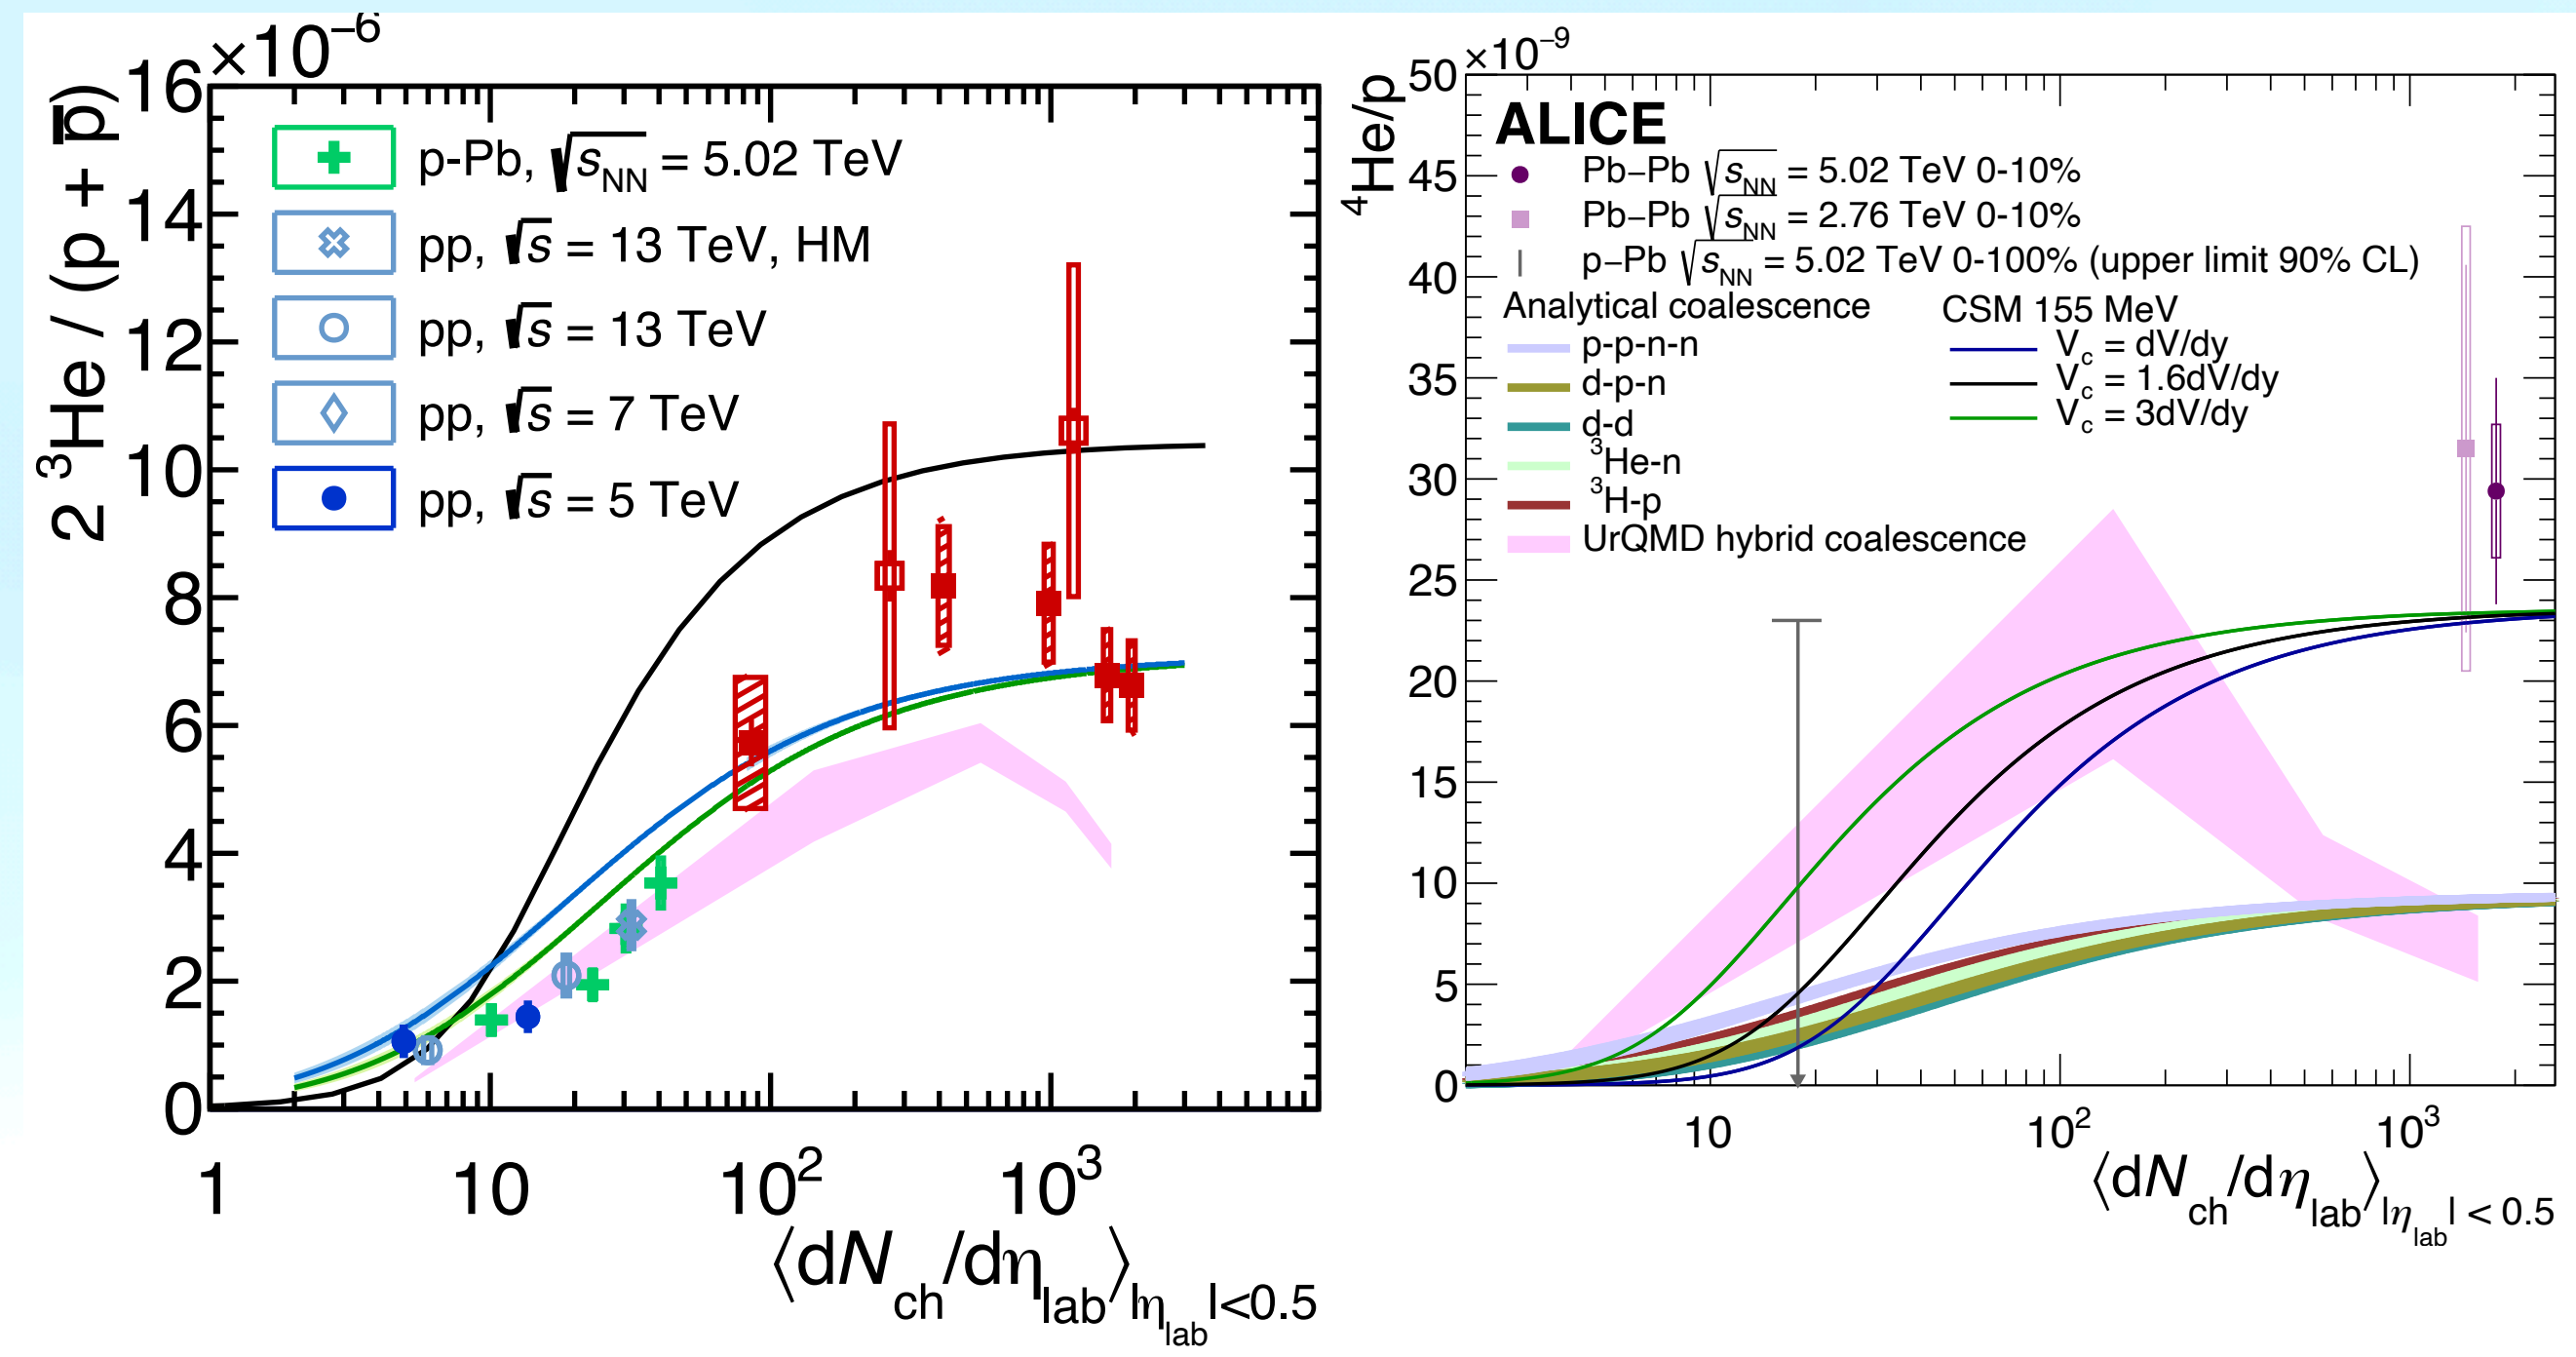 ×10⁻⁶
2 ³He / (p + p̅)
16
14
12
10
8
6
4
2
0
p-Pb, √sNN = 5.02 TeV
pp, √s = 13 TeV, HM
pp, √s = 13 TeV
pp, √s = 7 TeV
pp, √s = 5 TeV
1 10 10² 10³
⟨dNch/dηlab⟩|ηlab|<0.5
×10⁻⁹
⁴He/p
50
45
40
35
30
25
20
15
10
5
0
ALICE
Pb–Pb √sNN = 5.02 TeV 0-10%
Pb–Pb √sNN = 2.76 TeV 0-10%
p–Pb √sNN = 5.02 TeV 0-100% (upper limit 90% CL)
Analytical coalescence
p-p-n-n
d-p-n
d-d
³He-n
³H-p
UrQMD hybrid coalescence
CSM 155 MeV
Vc = dV/dy
Vc = 1.6dV/dy
Vc = 3dV/dy
10 10² 10³
⟨dNch/dηlab⟩|ηlab| < 0.5